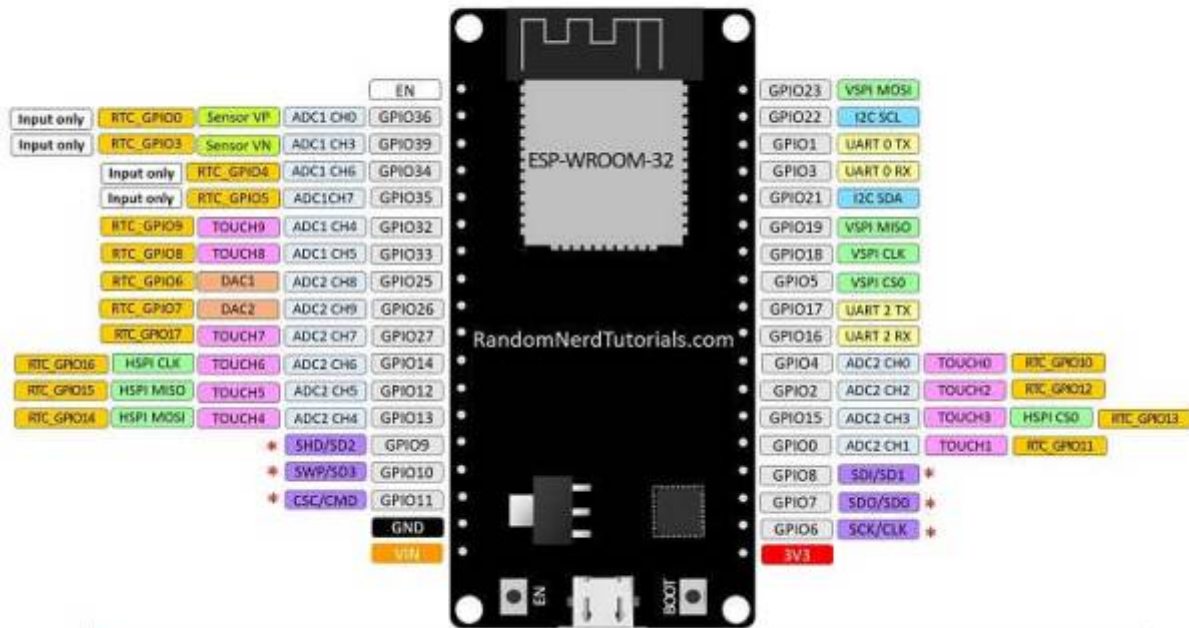 EN
Input only RTC_GPIO0 Sensor VP ADC1 CH0 GPIO36
Input only RTC_GPIO3 Sensor VN ADC1 CH3 GPIO39
Input only RTC_GPIO4 ADC1 CH6 GPIO34
Input only RTC_GPIO5 ADC1CH7 GPIO35
RTC_GPIO9 TOUCH9 ADC1 CH4 GPIO32
RTC_GPIO8 TOUCH8 ADC1 CH5 GPIO33
RTC_GPIO6 DAC1 ADC2 CH8 GPIO25
RTC_GPIO7 DAC2 ADC2 CH9 GPIO26
RTC_GPIO17 TOUCH7 ADC2 CH7 GPIO27
RTC_GPIO16 HSPI CLK TOUCH6 ADC2 CH6 GPIO14
RTC_GPIO15 HSPI MISO TOUCH5 ADC2 CH5 GPIO12
RTC_GPIO14 HSPI MOSI TOUCH4 ADC2 CH4 GPIO13
* SHD/SD2 GPIO9
* SWP/SD3 GPIO10
* CSC/CMD GPIO11
GND
VIN
ESP-WROOM-32
RandomNerdTutorials.com
EN
BOOT
GPIO23 VSPI MOSI
GPIO22 I2C SCL
GPIO1 UART 0 TX
GPIO3 UART 0 RX
GPIO21 I2C SDA
GPIO19 VSPI MISO
GPIO18 VSPI CLK
GPIO5 VSPI CS0
GPIO17 UART 2 TX
GPIO16 UART 2 RX
GPIO4 ADC2 CH0 TOUCH0 RTC_GPIO10
GPIO2 ADC2 CH2 TOUCH2 RTC_GPIO12
GPIO15 ADC2 CH3 TOUCH3 HSPI CS0 RTC_GPIO13
GPIO0 ADC2 CH1 TOUCH1 RTC_GPIO11
GPIO8 SDI/SD1 *
GPIO7 SDO/SD0 *
GPIO6 SCK/CLK *
3V3